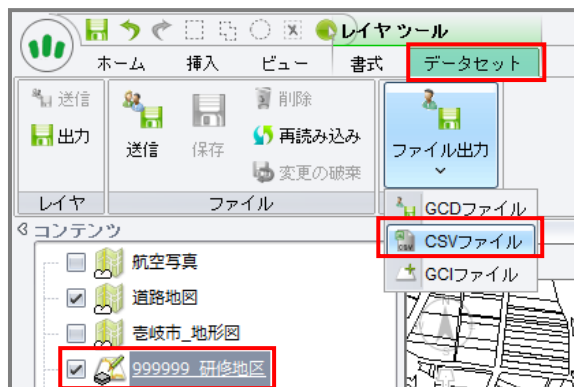 レイヤ ツール
ホーム 挿入 ビュー 書式 データセット
送信
出力
送信
保存
削除
再読み込み
変更の破棄
ファイル出力
レイヤ
ファイル
GCDファイル
CSVファイル
GCIファイル
コンテンツ
航空写真
道路地図
壱岐市_地形図
999999_研修地区